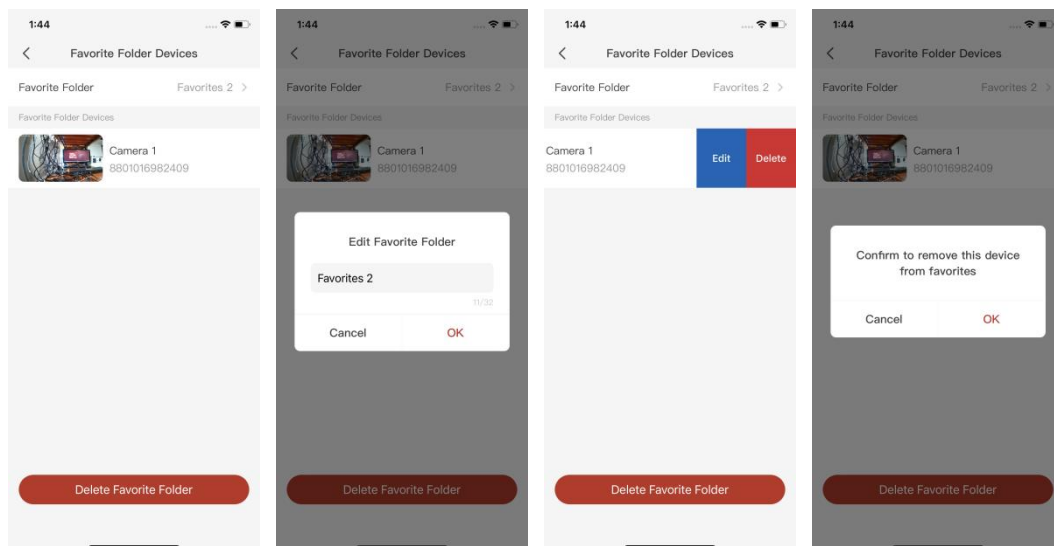 1:44
Favorite Folder Devices
Favorite Folder Favorites 2
Favorite Folder Devices
Camera 1
8801016982409
Delete Favorite Folder
1:44
Favorite Folder Devices
Favorite Folder Favorites 2
Favorite Folder Devices
Camera 1
8801016982409
Edit Favorite Folder
Favorites 2
11/32
Cancel OK
Delete Favorite Folder
1:44
Favorite Folder Devices
Favorite Folder Favorites 2
Favorite Folder Devices
Camera 1
8801016982409
Edit Delete
Delete Favorite Folder
1:44
Favorite Folder Devices
Favorite Folder Favorites 2
Favorite Folder Devices
Camera 1
8801016982409
Confirm to remove this device
from favorites
Cancel OK
Delete Favorite Folder